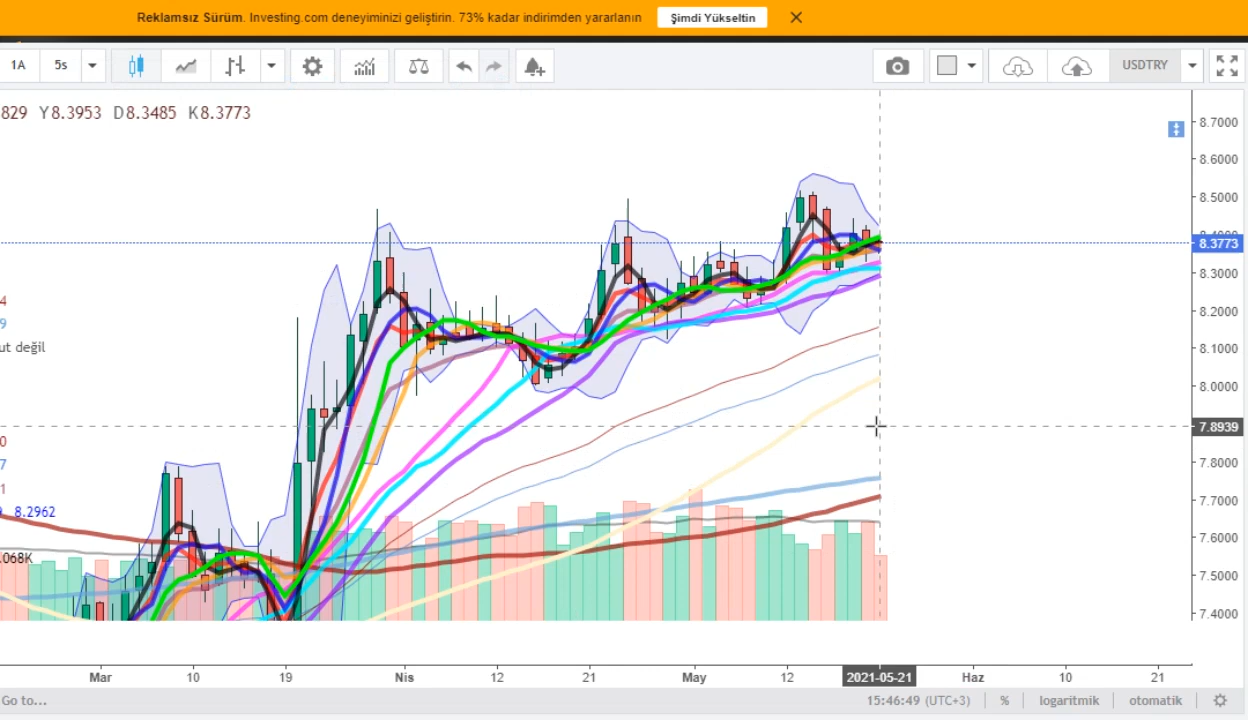 Reklamsız Sürüm. Investing.com deneyiminizi geliştirin. 73% kadar indirimden yararlanın Şimdi Yükseltin
1A 5s USDTRY
829 Y8.3953 D8.3485 K8.3773
8.7000
8.6000
8.5000
8.3773
8.3000
4
9
8.2000
ut değil
8.1000
8.0000
7.8939
0
7.8000
7
1
7.7000
8.2962
7.6000
.068K
7.5000
7.4000
Mar 10 19 Nis 12 21 May 12 2021-05-21 Haz 10 21
Go to... 15:46:49 (UTC+3) % logaritmik otomatik